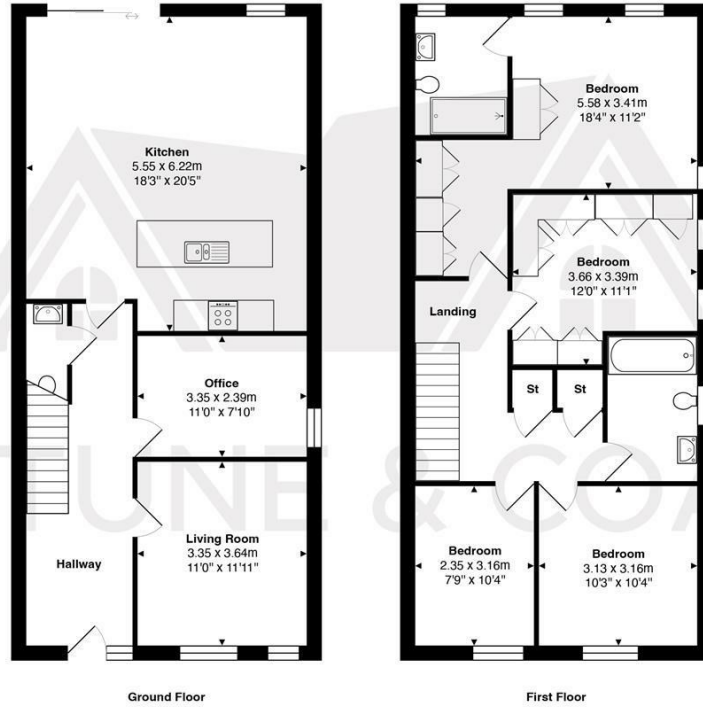 Kitchen
5.55 x 6.22m
18'3" x 20'5"
Office
3.35 x 2.39m
11'0" x 7'10"
Living Room
3.35 x 3.64m
11'0" x 11'11"
Hallway
Ground Floor
Bedroom
5.58 x 3.41m
18'4" x 11'2"
Bedroom
3.66 x 3.39m
12'0" x 11'1"
Landing
St St
Bedroom
2.35 x 3.16m
7'9" x 10'4"
Bedroom
3.13 x 3.16m
10'3" x 10'4"
First Floor
TUNE & COA